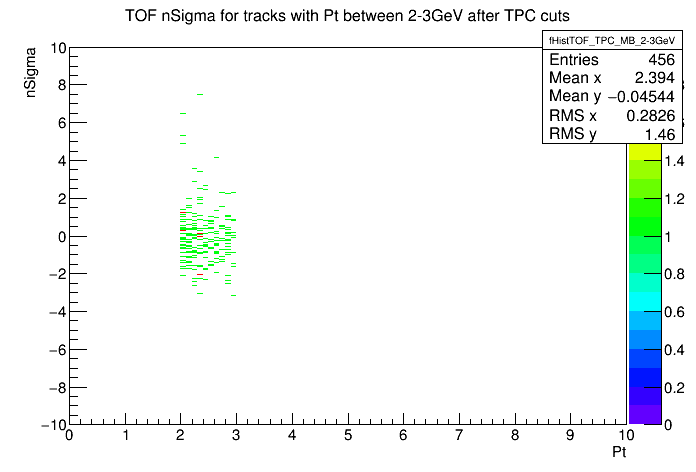 TOF nSigma for tracks with Pt between 2-3GeV after TPC cuts
fHistTOF_TPC_MB_2-3GeV
Entries 456
Mean x 2.394
Mean y −0.04544
RMS x 0.2826
RMS y 1.46
nSigma
10
8
6
4
2
0
−2
−4
−6
−8
−10
0 1 2 3 4 5 6 7 8 9 10
Pt
1.4
1.2
1
0.8
0.6
0.4
0.2
0